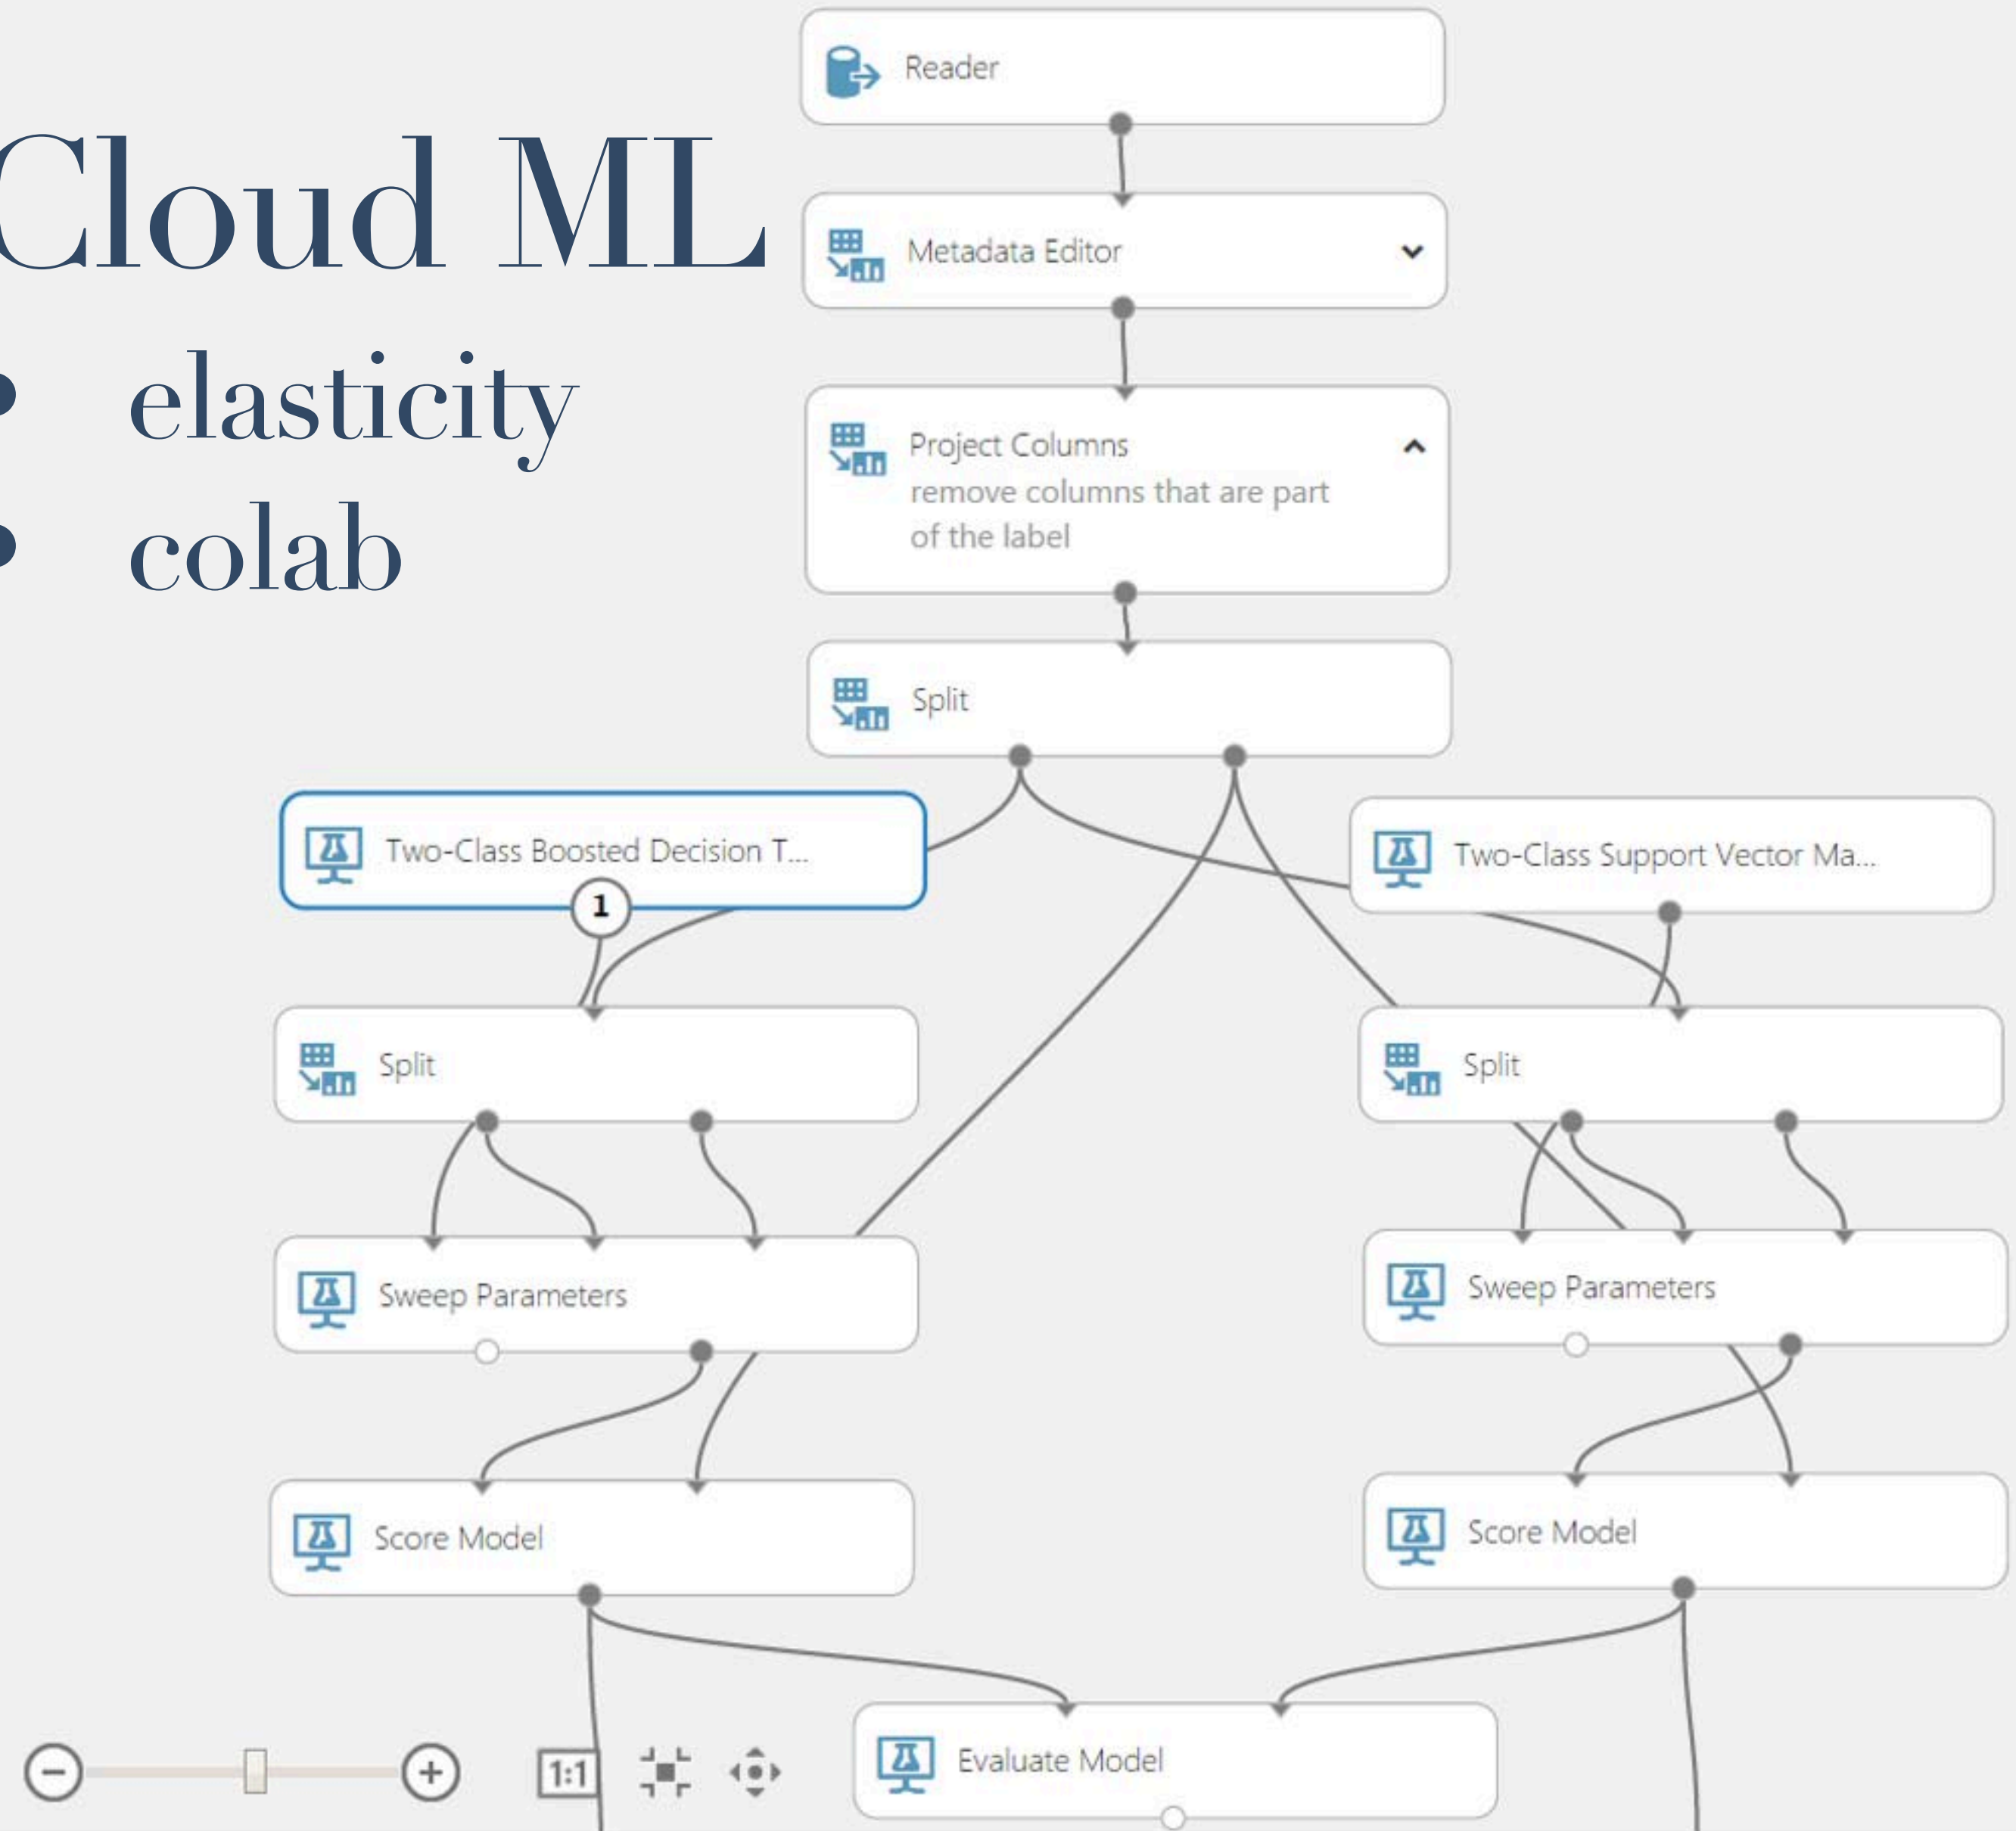 Cloud ML
• elasticity
• colab
Reader
Metadata Editor
Project Columns
remove columns that are part
of the label
Split
Two-Class Boosted Decision T...
1
Two-Class Support Vector Ma...
Split
Split
Sweep Parameters
Sweep Parameters
Score Model
Score Model
Evaluate Model
1:1